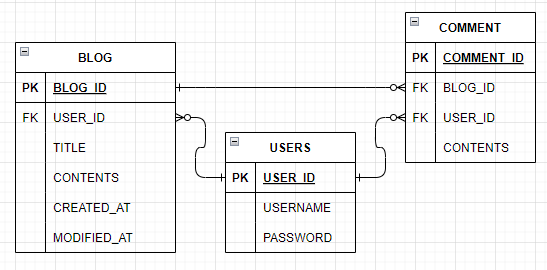 BLOG
PK BLOG_ID
FK USER_ID
TITLE
CONTENTS
CREATED_AT
MODIFIED_AT
USERS
PK USER_ID
USERNAME
PASSWORD
COMMENT
PK COMMENT_ID
FK BLOG_ID
FK USER_ID
CONTENTS